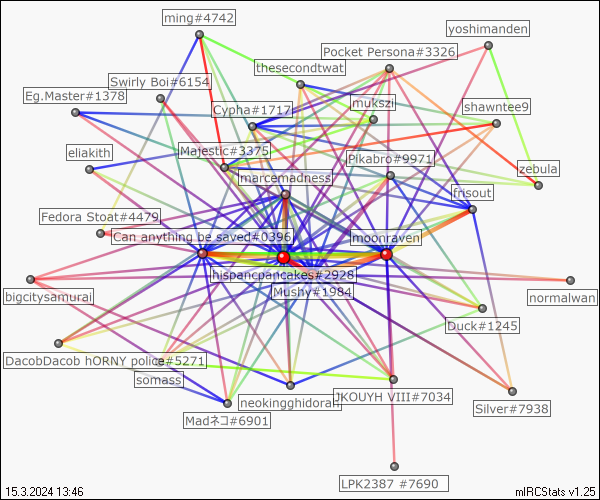 ming#4742
yoshimanden
Pocket Persona#3326
thesecondtwat
Swirly Boi#6154
Eg.Master#1378
mukszi
Cypha#1717
shawntee9
Majestic#3375
eliakith
Pikabro#9971
zebula
marcemadness
frisout
Fedora Stoat#4479
Can anything be saved#0396
moonraven
hispancpancakes#2928
Mushy#1984
bigcitysamurai
normalwan
Duck#1245
DacobDacob hORNY police#5271
somass
neokingghidorah
JKOUYH VIII#7034
Silver#7938
Madネコ#6901
LPK2387 #7690
15.3.2024 13:46
mIRCStats v1.25